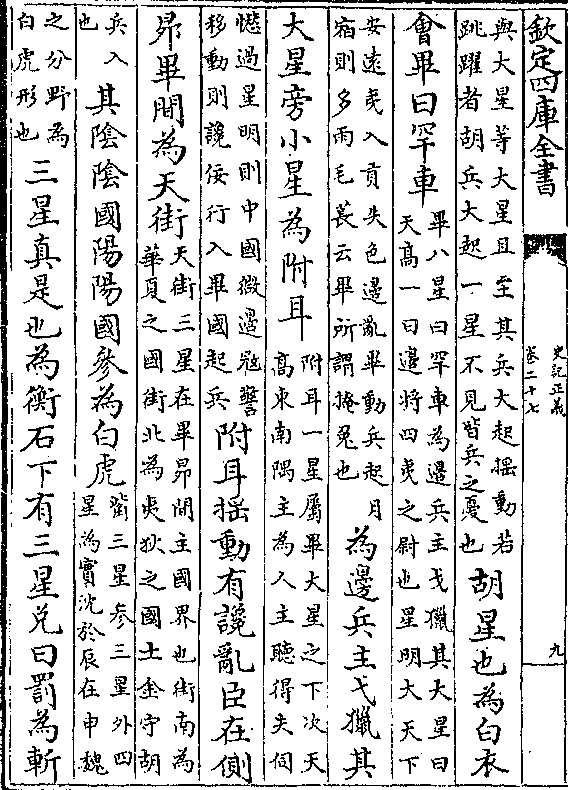 欽定四庫全書
史記正義
卷二十七
九
與大星等大星且至其兵大起摇動若
跳躍者胡兵大起一星不見皆兵之憂也
胡星也為白衣
會畢曰罕車
畢八星曰罕車為邊兵主弋獵其大星曰
天高一曰邊將四夷之尉也星明大天下
安遠夷入貢失色邊亂畢動兵起月
宿則多雨毛萇云畢所謂掩兎也
為邊兵主弋獵其
大星旁小星為附耳
附耳一星屬畢大星之下次天
高東南隅主為人主聽得失伺
愆過星明則中國微邊寇警
移動則讒佞行入畢國起兵
附耳摇動有讒亂臣在側
昴畢間為天街
天街三星在畢昴間主國界也街南為
華夏之國街北為夷狄之國土金守胡
兵入
也
其陰陰國陽陽國參為白虎
觜三星參三星外四
星為實沈於辰在申魏
之分野為
白虎形也
三星真是也為衡石下有三星兑曰罰為斬